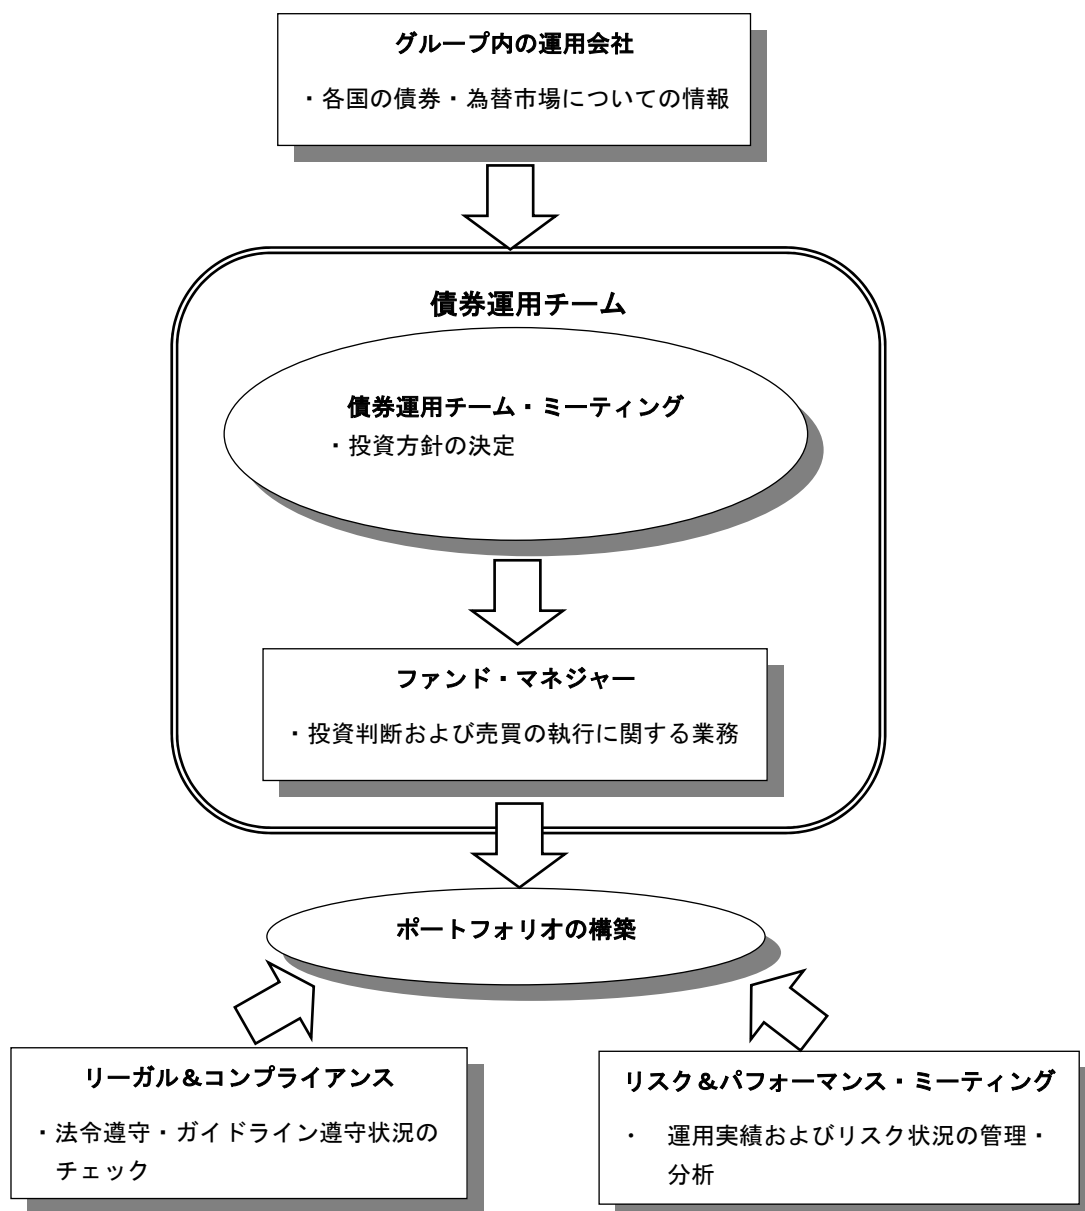 グループ内の運用会社
・各国の債券・為替市場についての情報
債券運用チーム
債券運用チーム・ミーティング
・投資方針の決定
ファンド・マネジャー
・投資判断および売買の執行に関する業務
ポートフォリオの構築
リーガル＆コンプライアンス
・法令遵守・ガイドライン遵守状況の
チェック
リスク＆パフォーマンス・ミーティング
・ 運用実績およびリスク状況の管理・
分析